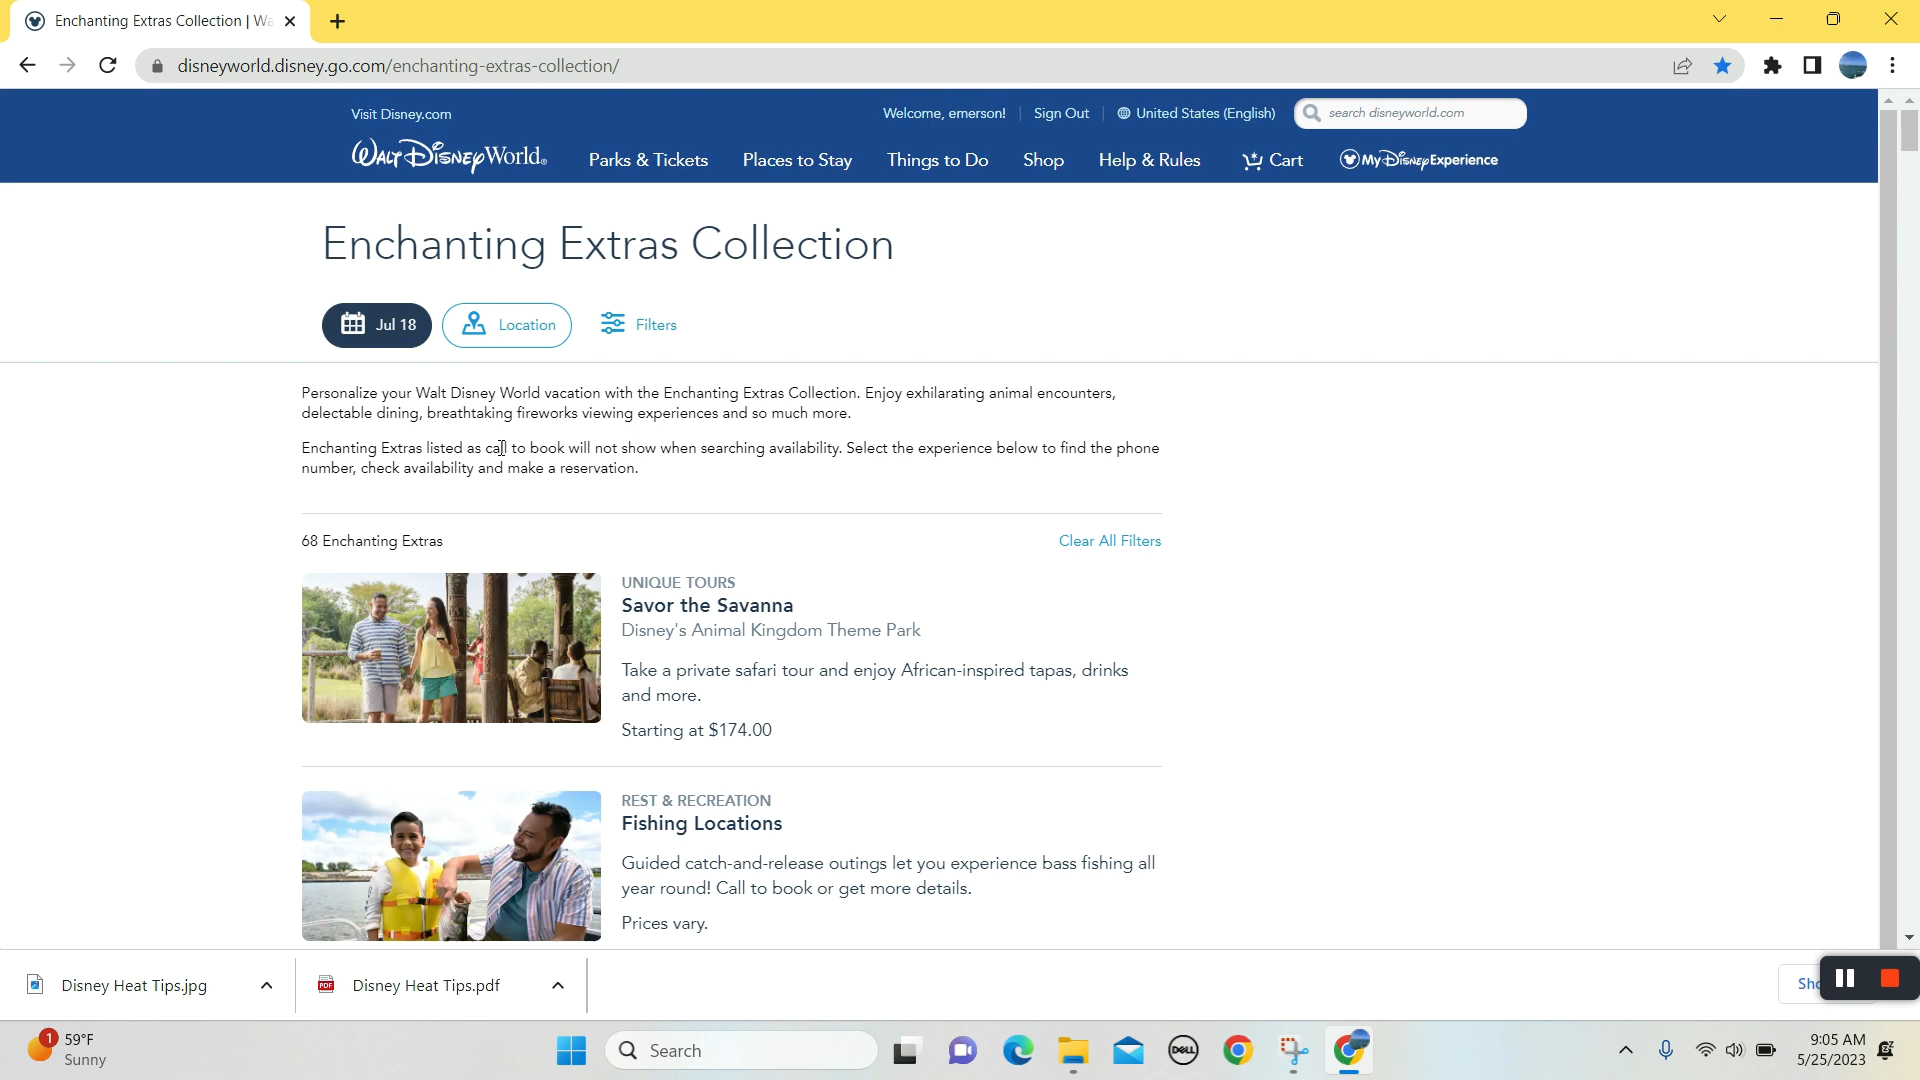 Enchanting Extras Collection | Wa
disneyworld.disney.go.com/enchanting-extras-collection/
Visit Disney.com
Welcome, emerson!
Sign Out
United States (English)
search disneyworld.com
Walt Disney World.
Parks & Tickets
Places to Stay
Things to Do
Shop
Help & Rules
Cart
My Disney Experience
Enchanting Extras Collection
Jul 18
Location
Filters
Personalize your Walt Disney World vacation with the Enchanting Extras Collection. Enjoy exhilarating animal encounters,
delectable dining, breathtaking fireworks viewing experiences and so much more.
Enchanting Extras listed as call to book will not show when searching availability. Select the experience below to find the phone
number, check availability and make a reservation.
68 Enchanting Extras
Clear All Filters
UNIQUE TOURS
Savor the Savanna
Disney's Animal Kingdom Theme Park
Take a private safari tour and enjoy African-inspired tapas, drinks
and more.
Starting at $174.00
REST & RECREATION
Fishing Locations
Guided catch-and-release outings let you experience bass fishing all
year round! Call to book or get more details.
Prices vary.
Disney Heat Tips.jpg
PDF
Disney Heat Tips.pdf
1
59°F
Sunny
Search
DELL
9:05 AM
5/25/2023